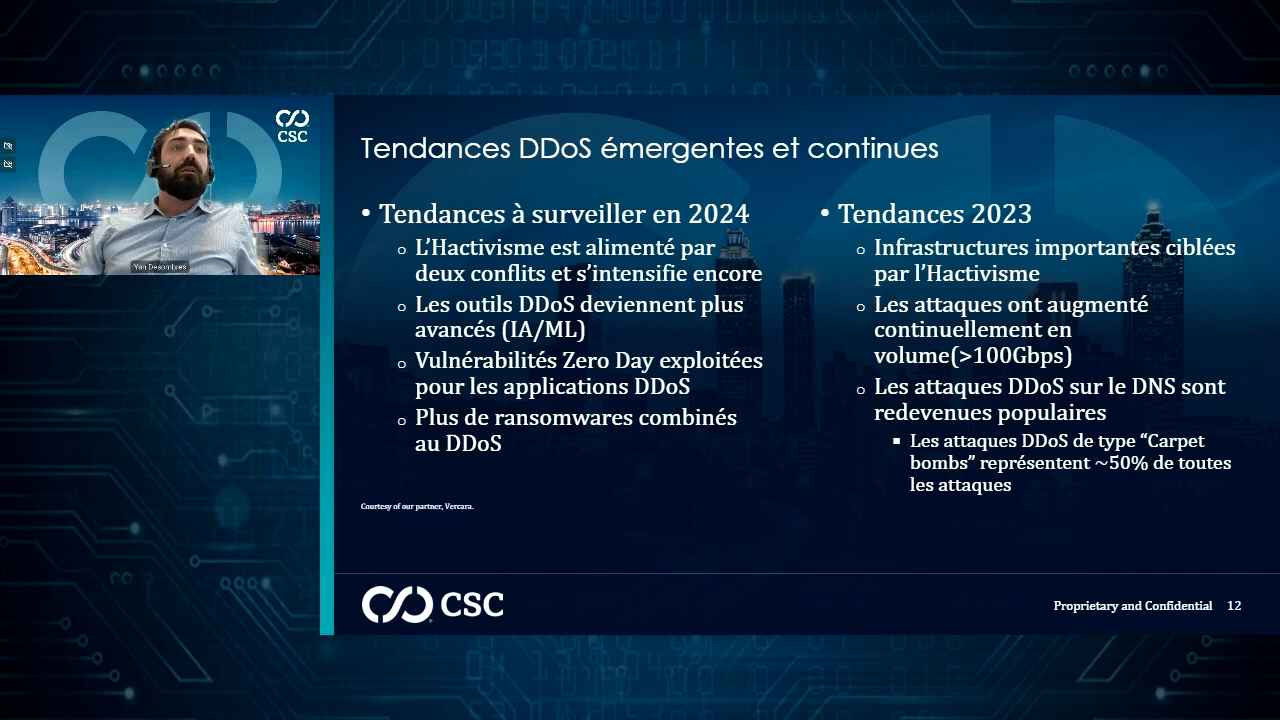 CSC
Yan Desombres
Tendances DDoS émergentes et continues
• Tendances à surveiller en 2024
o L’Hactivisme est alimenté par
deux conflits et s’intensifie encore
o Les outils DDoS deviennent plus
avancés (IA/ML)
o Vulnérabilités Zero Day exploitées
pour les applications DDoS
o Plus de ransomwares combinés
au DDoS
Courtesy of our partner, Vercara.
• Tendances 2023
o Infrastructures importantes ciblées
par l’Hactivisme
o Les attaques ont augmenté
continuellement en
volume(>100Gbps)
o Les attaques DDoS sur le DNS sont
redevenues populaires
▪ Les attaques DDoS de type “Carpet
bombs” représentent ~50% de toutes
les attaques
CSC
Proprietary and Confidential 12